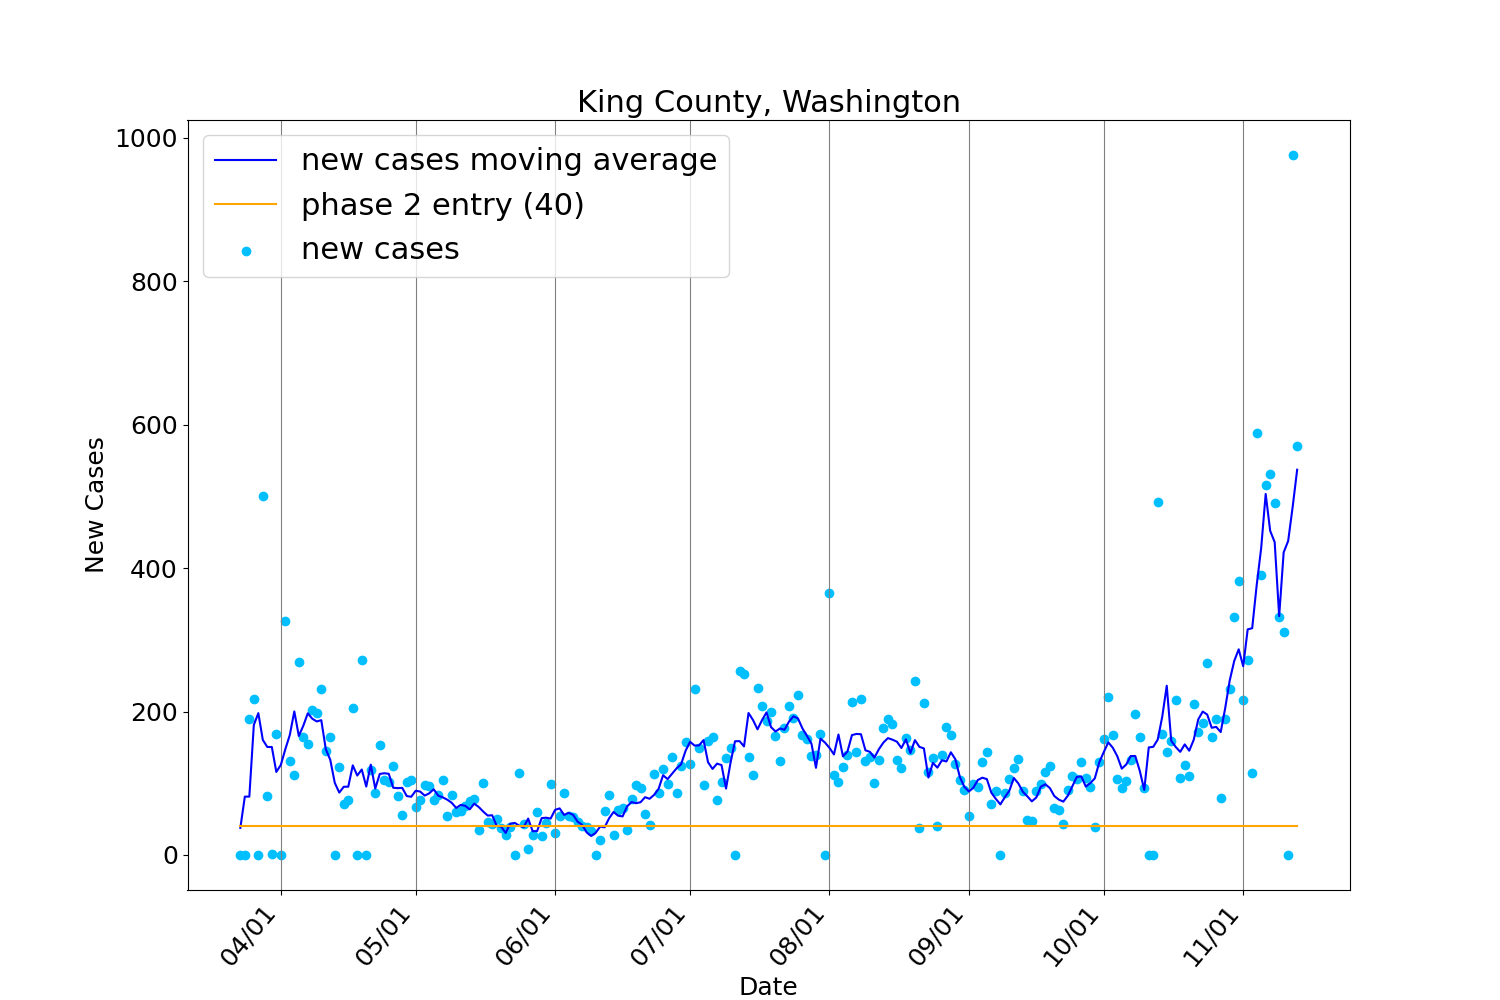 King County, Washington
new cases moving average
phase 2 entry (40)
new cases
1000
800
600
400
200
0
New Cases
04/01
05/01
06/01
07/01
08/01
09/01
10/01
11/01
Date